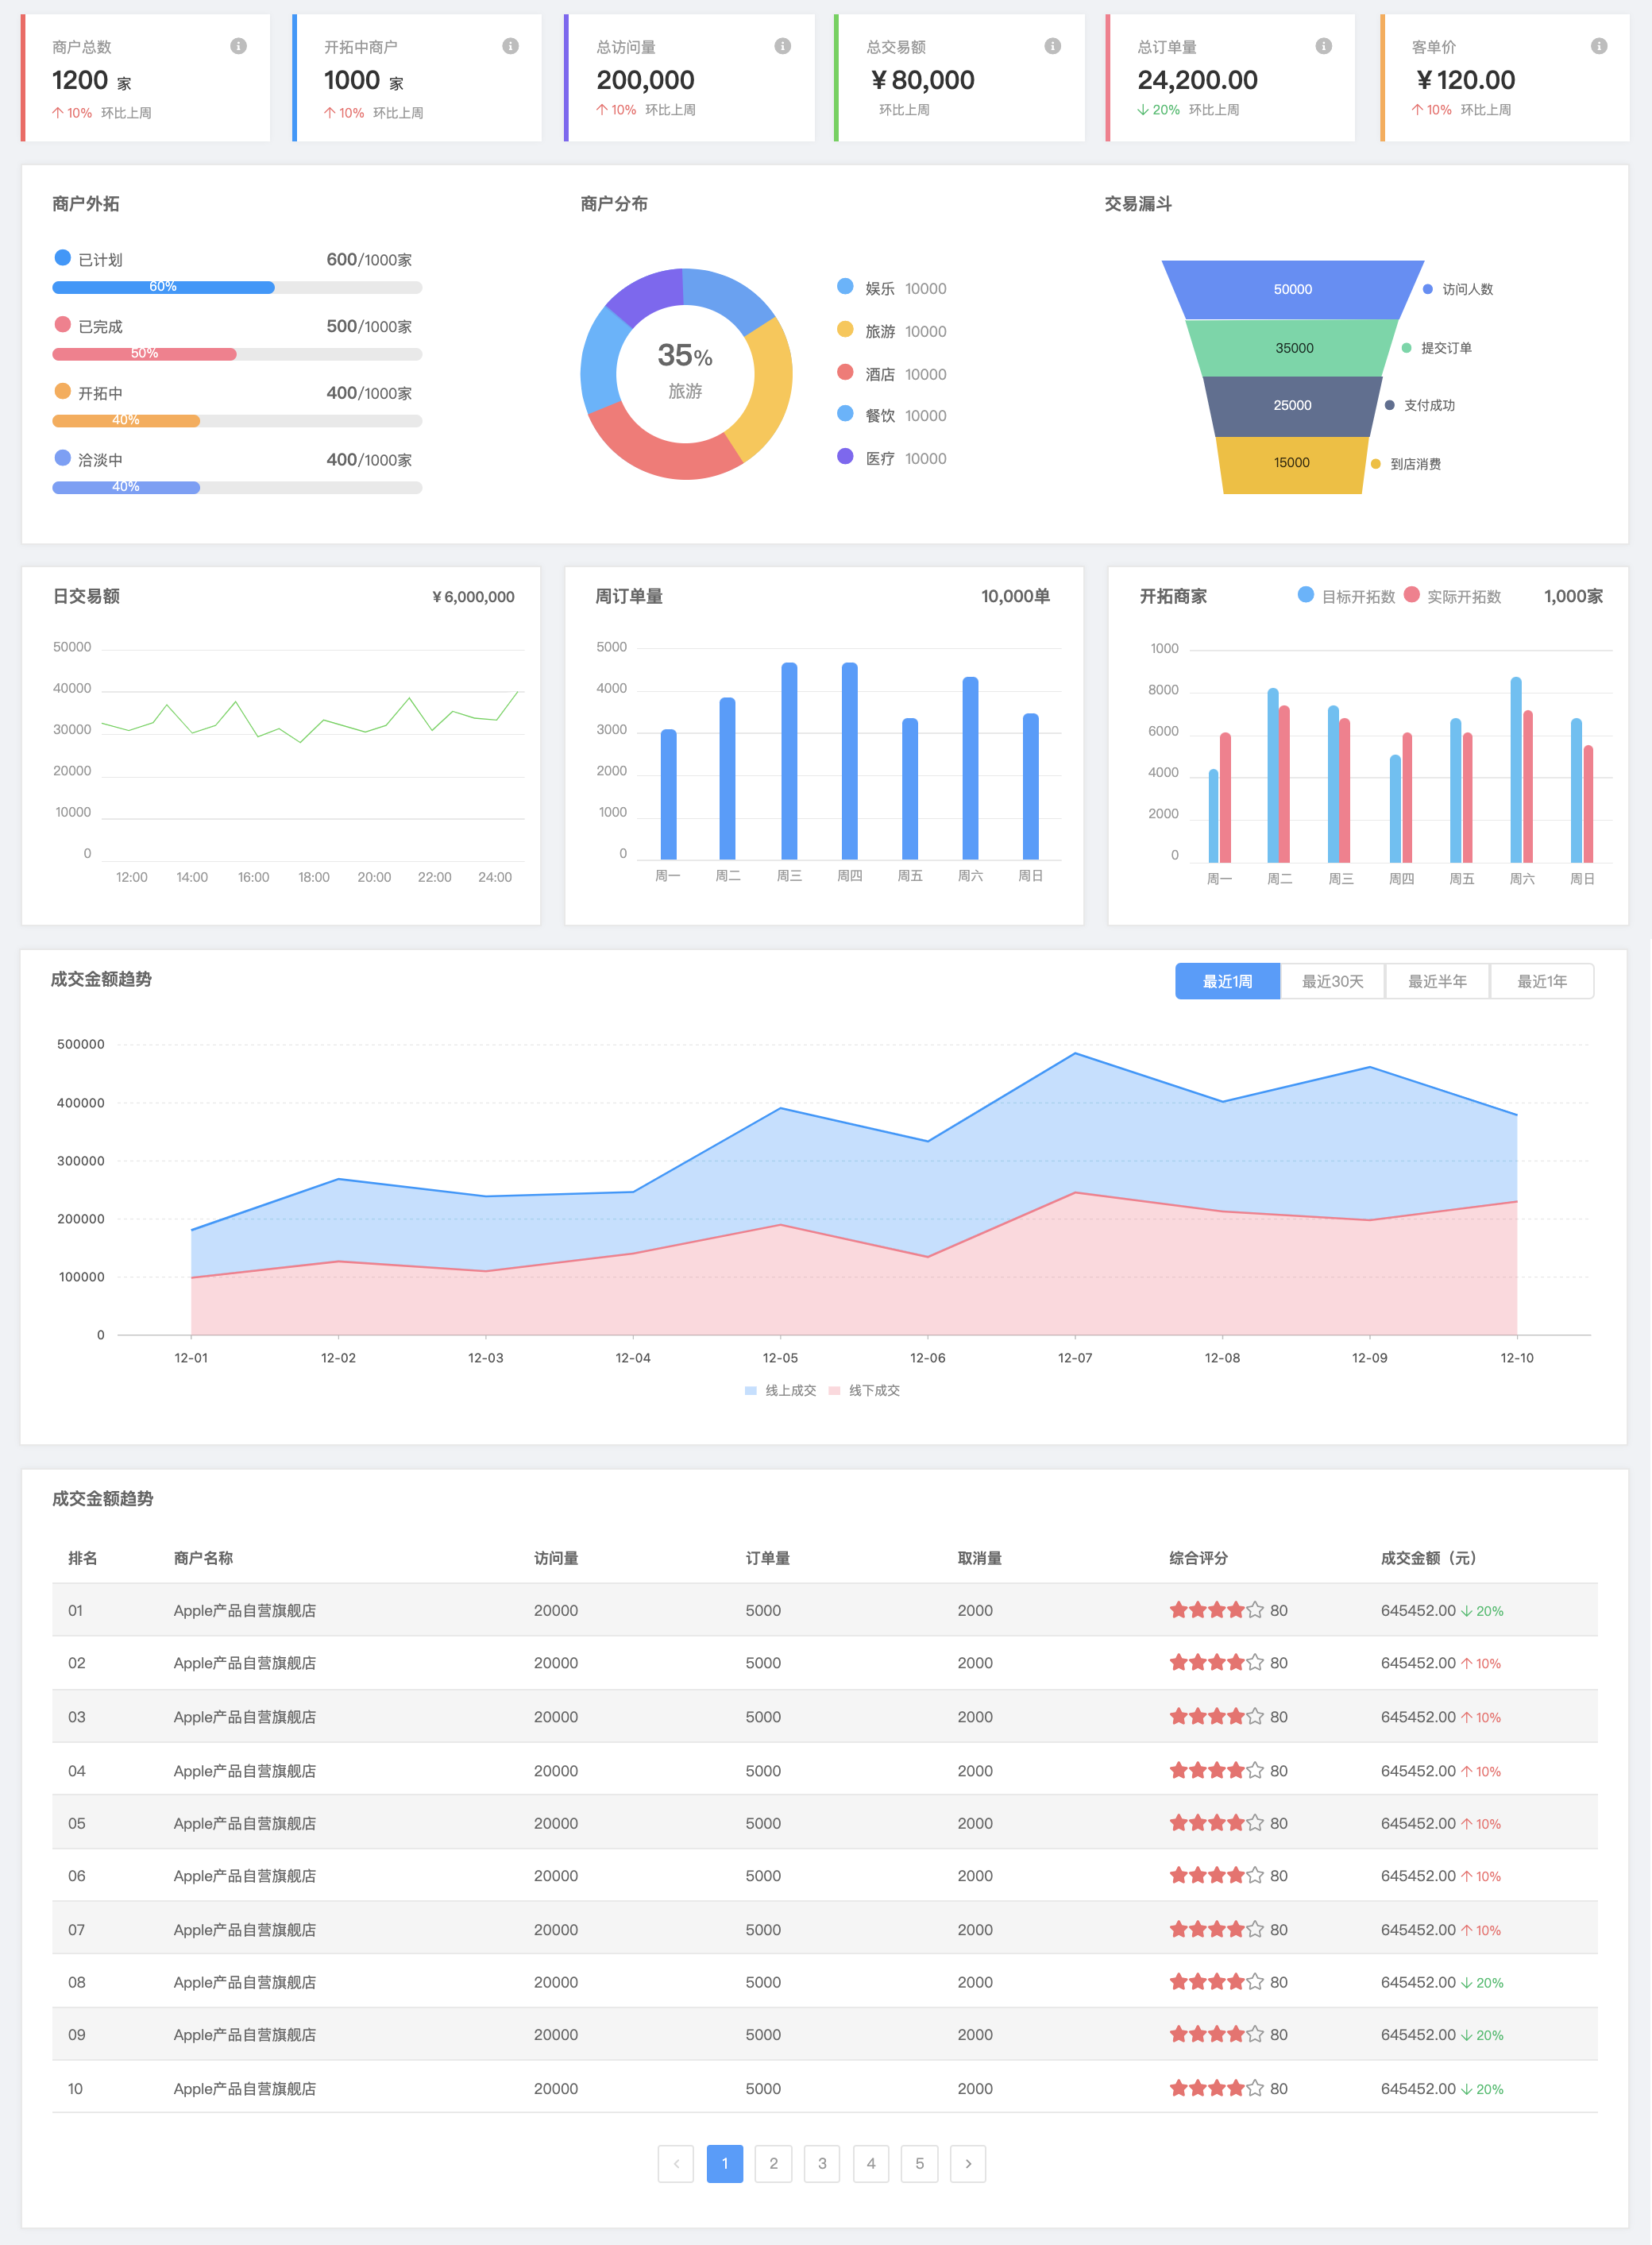 商户总数
1200 家
↑ 10% 环比上周
开拓中商户
1000 家
↑ 10% 环比上周
总访问量
200,000
↑ 10% 环比上周
总交易额
¥ 80,000
环比上周
总订单量
24,200.00
↓ 20% 环比上周
客单价
¥ 120.00
↑ 10% 环比上周
商户外拓
已计划 600/1000家
60%
已完成 500/1000家
50%
开拓中 400/1000家
40%
洽淡中 400/1000家
40%
商户分布
35%
旅游
娱乐 10000
旅游 10000
酒店 10000
餐饮 10000
医疗 10000
交易漏斗
50000 访问人数
35000 提交订单
25000 支付成功
15000 到店消费
日交易额 ¥ 6,000,000
50000
40000
30000
20000
10000
0
12:00 14:00 16:00 18:00 20:00 22:00 24:00
周订单量 10,000单
5000
4000
3000
2000
1000
0
周一 周二 周三 周四 周五 周六 周日
开拓商家 目标开拓数 实际开拓数 1,000家
1000
8000
6000
4000
2000
0
周一 周二 周三 周四 周五 周六 周日
成交金额趋势 最近1周 最近30天 最近半年 最近1年
500000
400000
300000
200000
100000
0
12-01 12-02 12-03 12-04 12-05 12-06 12-07 12-08 12-09 12-10
线上成交 线下成交
成交金额趋势
排名 商户名称 访问量 订单量 取消量 综合评分 成交金额（元）
01 Apple产品自营旗舰店 20000 5000 2000 80 645452.00 ↓ 20%
02 Apple产品自营旗舰店 20000 5000 2000 80 645452.00 ↑ 10%
03 Apple产品自营旗舰店 20000 5000 2000 80 645452.00 ↑ 10%
04 Apple产品自营旗舰店 20000 5000 2000 80 645452.00 ↑ 10%
05 Apple产品自营旗舰店 20000 5000 2000 80 645452.00 ↑ 10%
06 Apple产品自营旗舰店 20000 5000 2000 80 645452.00 ↑ 10%
07 Apple产品自营旗舰店 20000 5000 2000 80 645452.00 ↑ 10%
08 Apple产品自营旗舰店 20000 5000 2000 80 645452.00 ↓ 20%
09 Apple产品自营旗舰店 20000 5000 2000 80 645452.00 ↓ 20%
10 Apple产品自营旗舰店 20000 5000 2000 80 645452.00 ↓ 20%
< 1 2 3 4 5 >